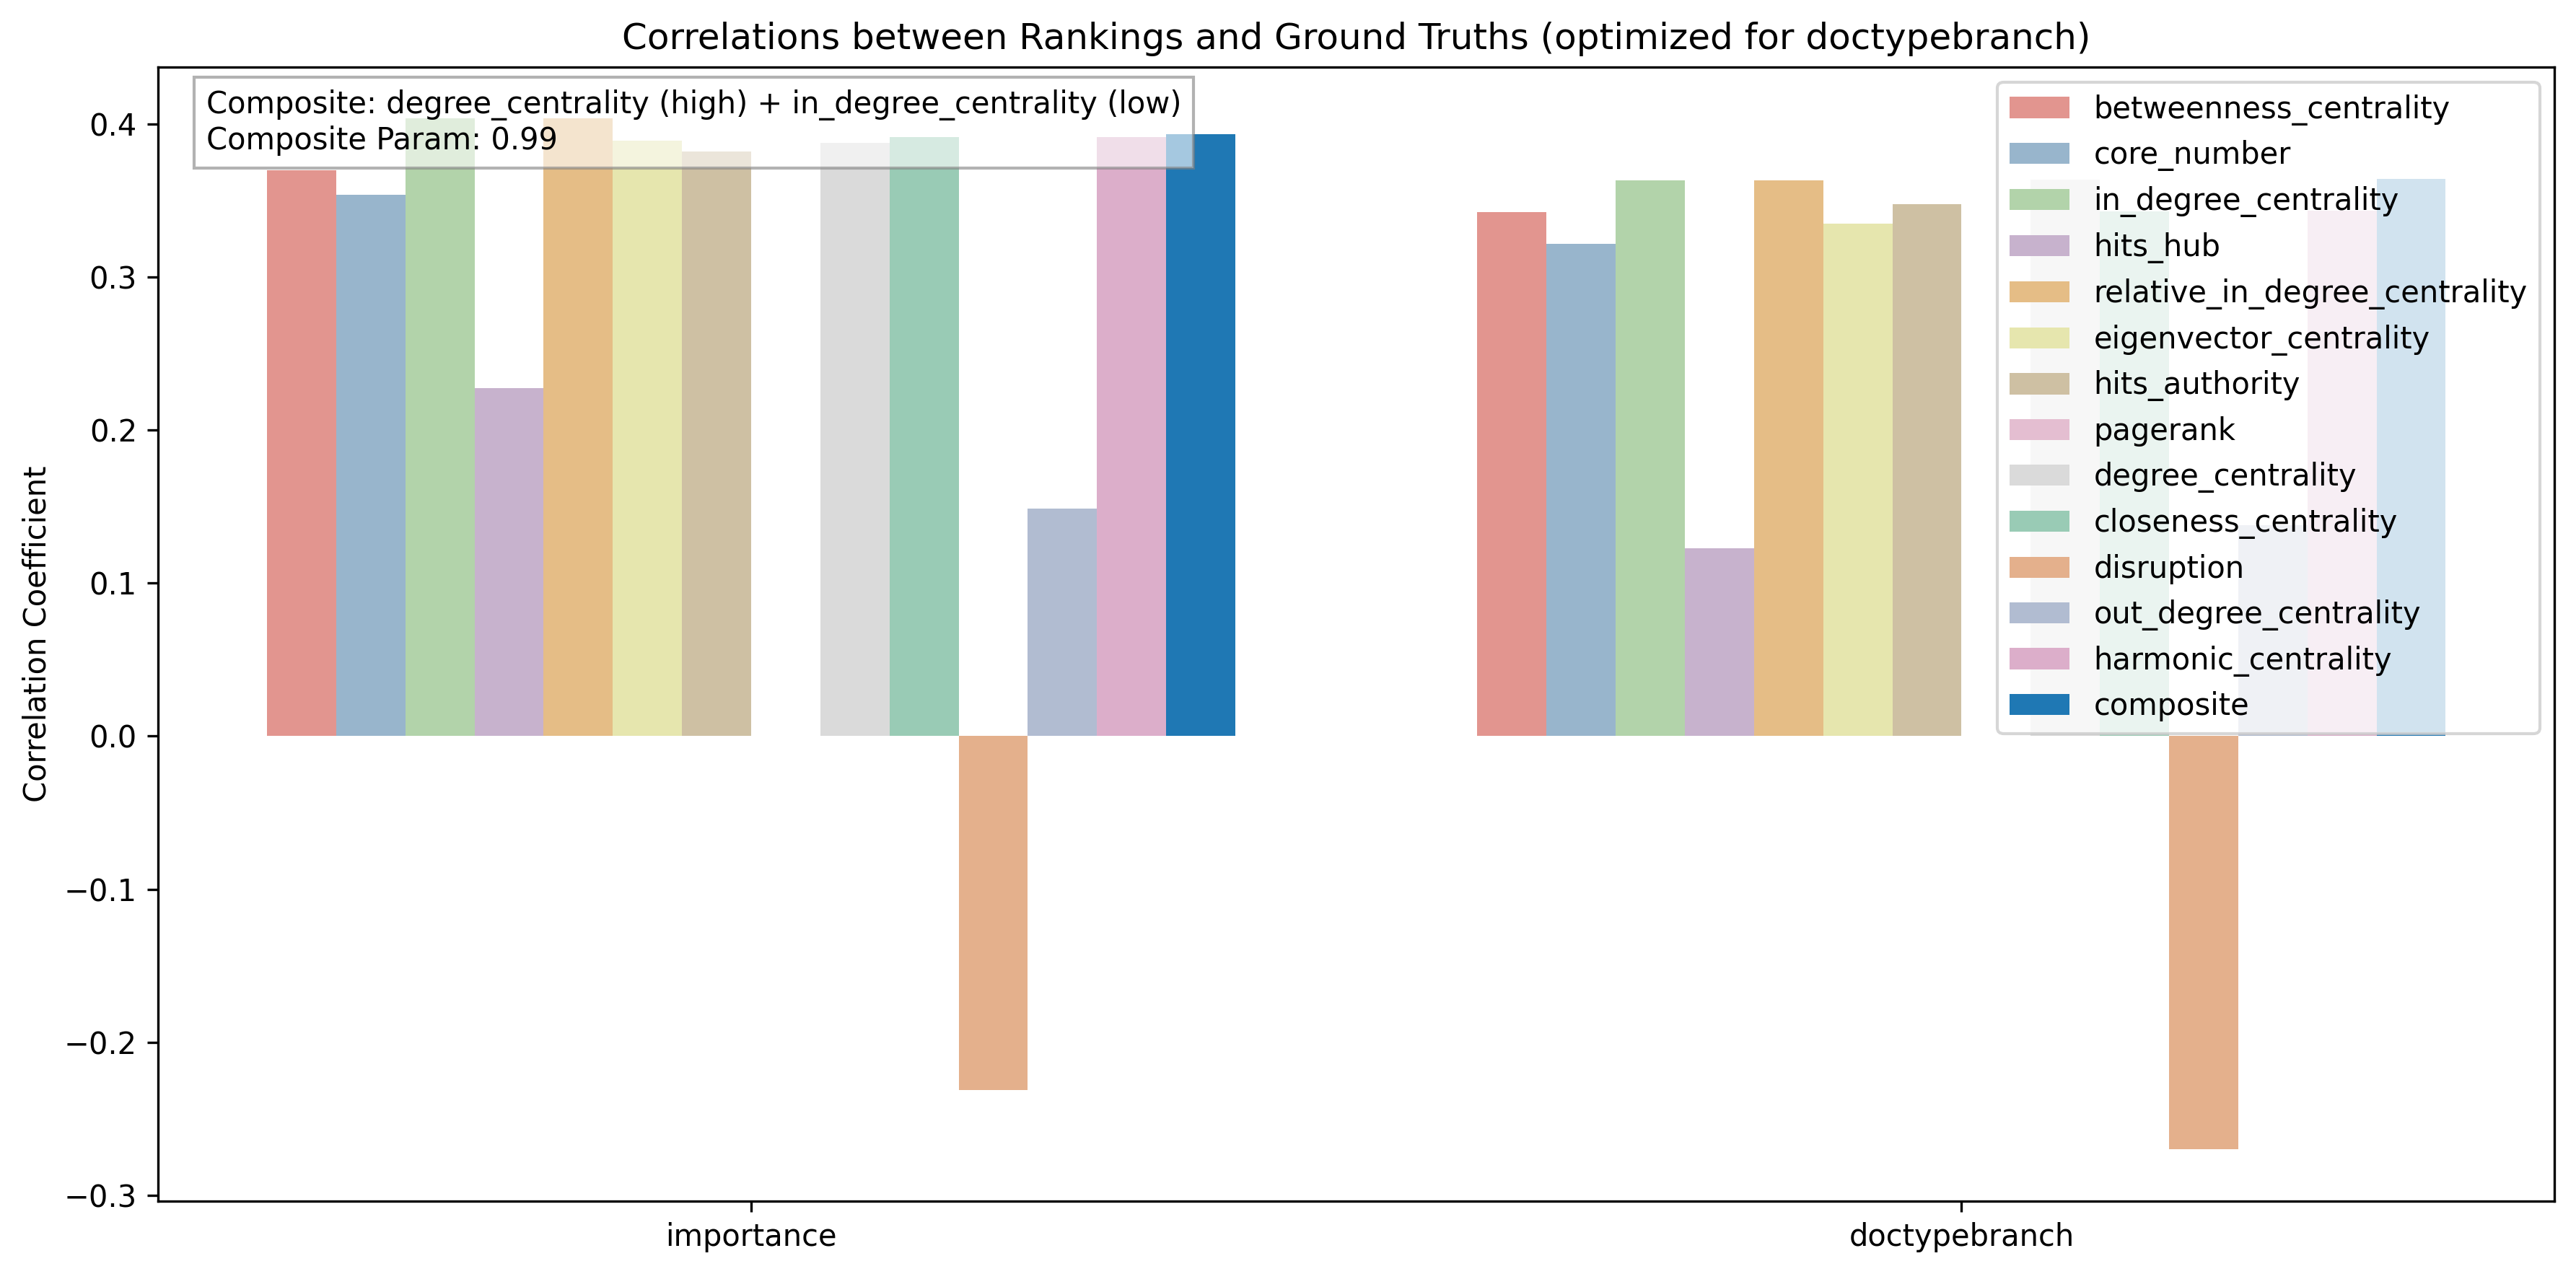 Correlations between Rankings and Ground Truths (optimized for doctypebranch)
Composite: degree_centrality (high) + in_degree_centrality (low)
Composite Param: 0.99
betweenness_centrality
core_number
in_degree_centrality
hits_hub
relative_in_degree_centrality
eigenvector_centrality
hits_authority
pagerank
degree_centrality
closeness_centrality
disruption
out_degree_centrality
harmonic_centrality
composite
Correlation Coefficient
0.4
0.3
0.2
0.1
0.0
−0.1
−0.2
−0.3
importance
doctypebranch